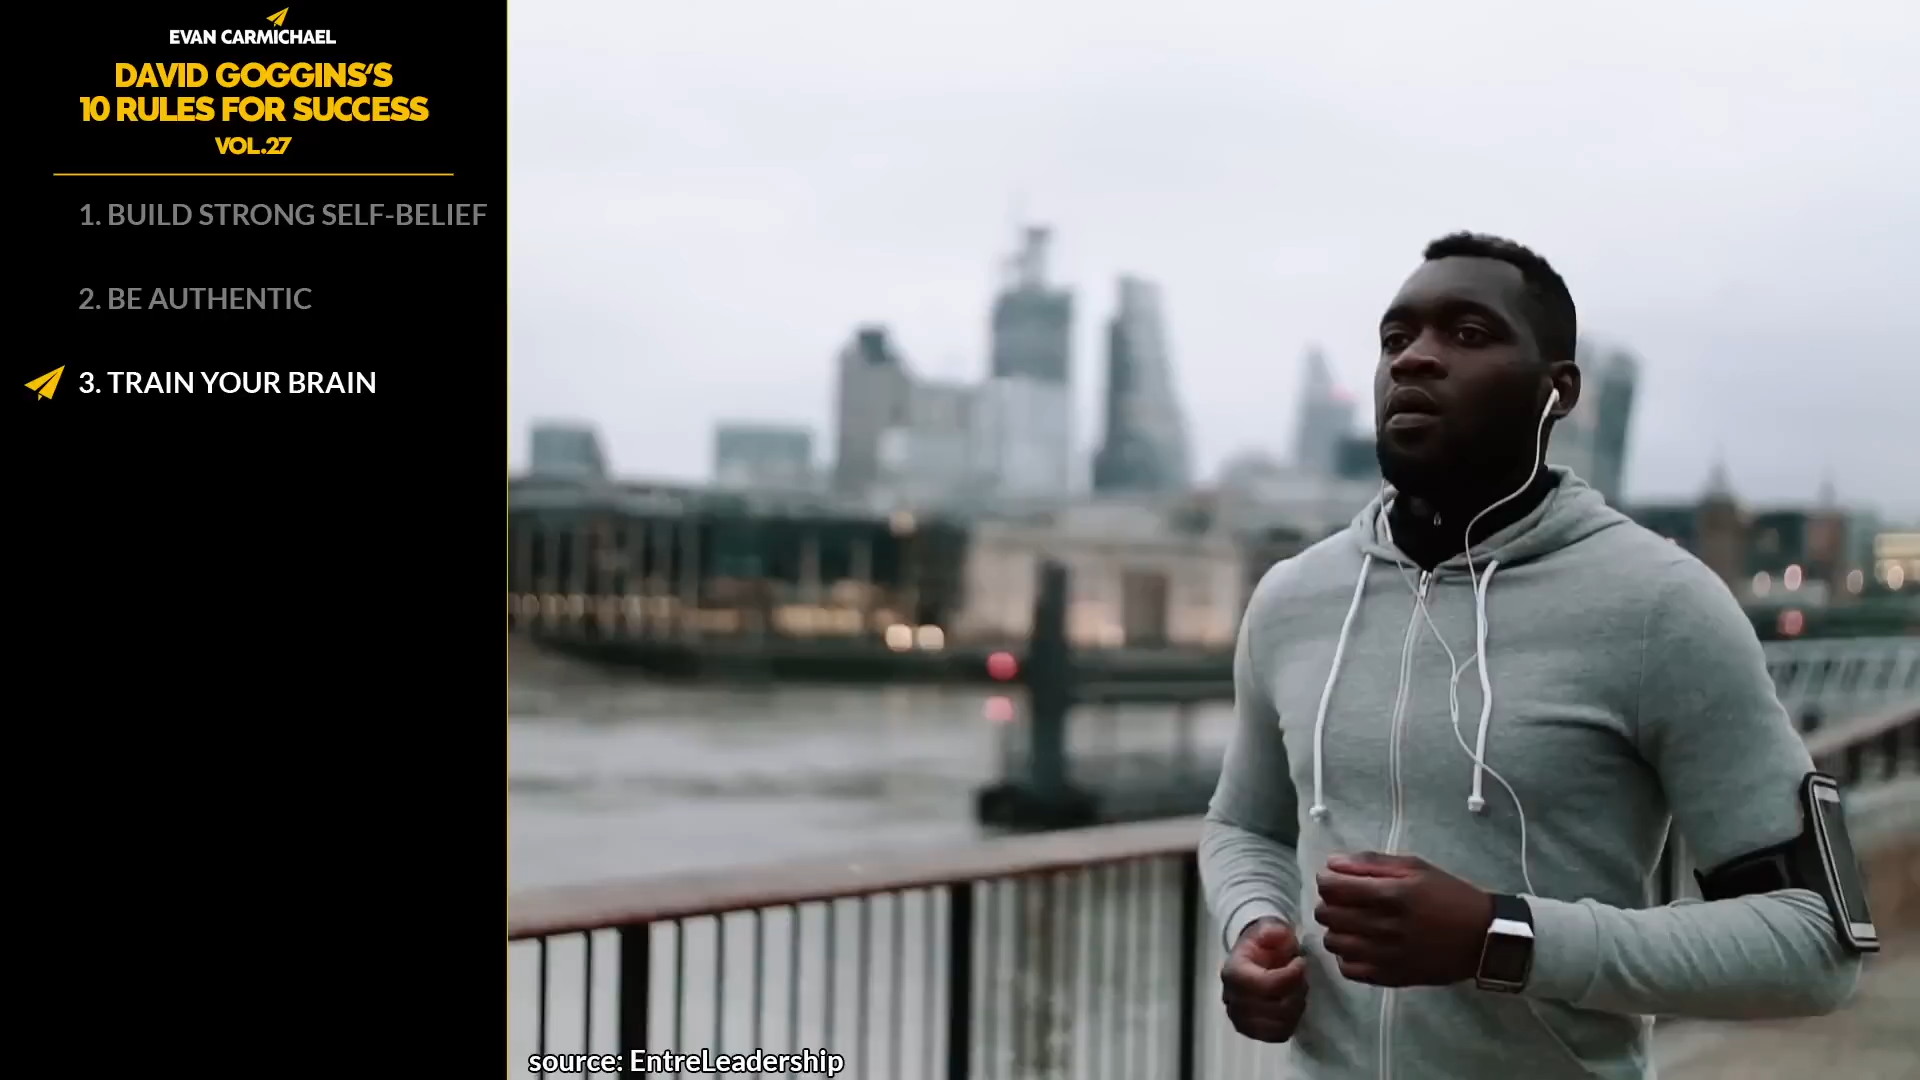 EVAN CARMICHAEL
DAVID GOGGINS'S
10 RULES FOR SUCCESS
VOL.27
1. BUILD STRONG SELF-BELIEF
2. BE AUTHENTIC
3. TRAIN YOUR BRAIN
source: EntreLeadership